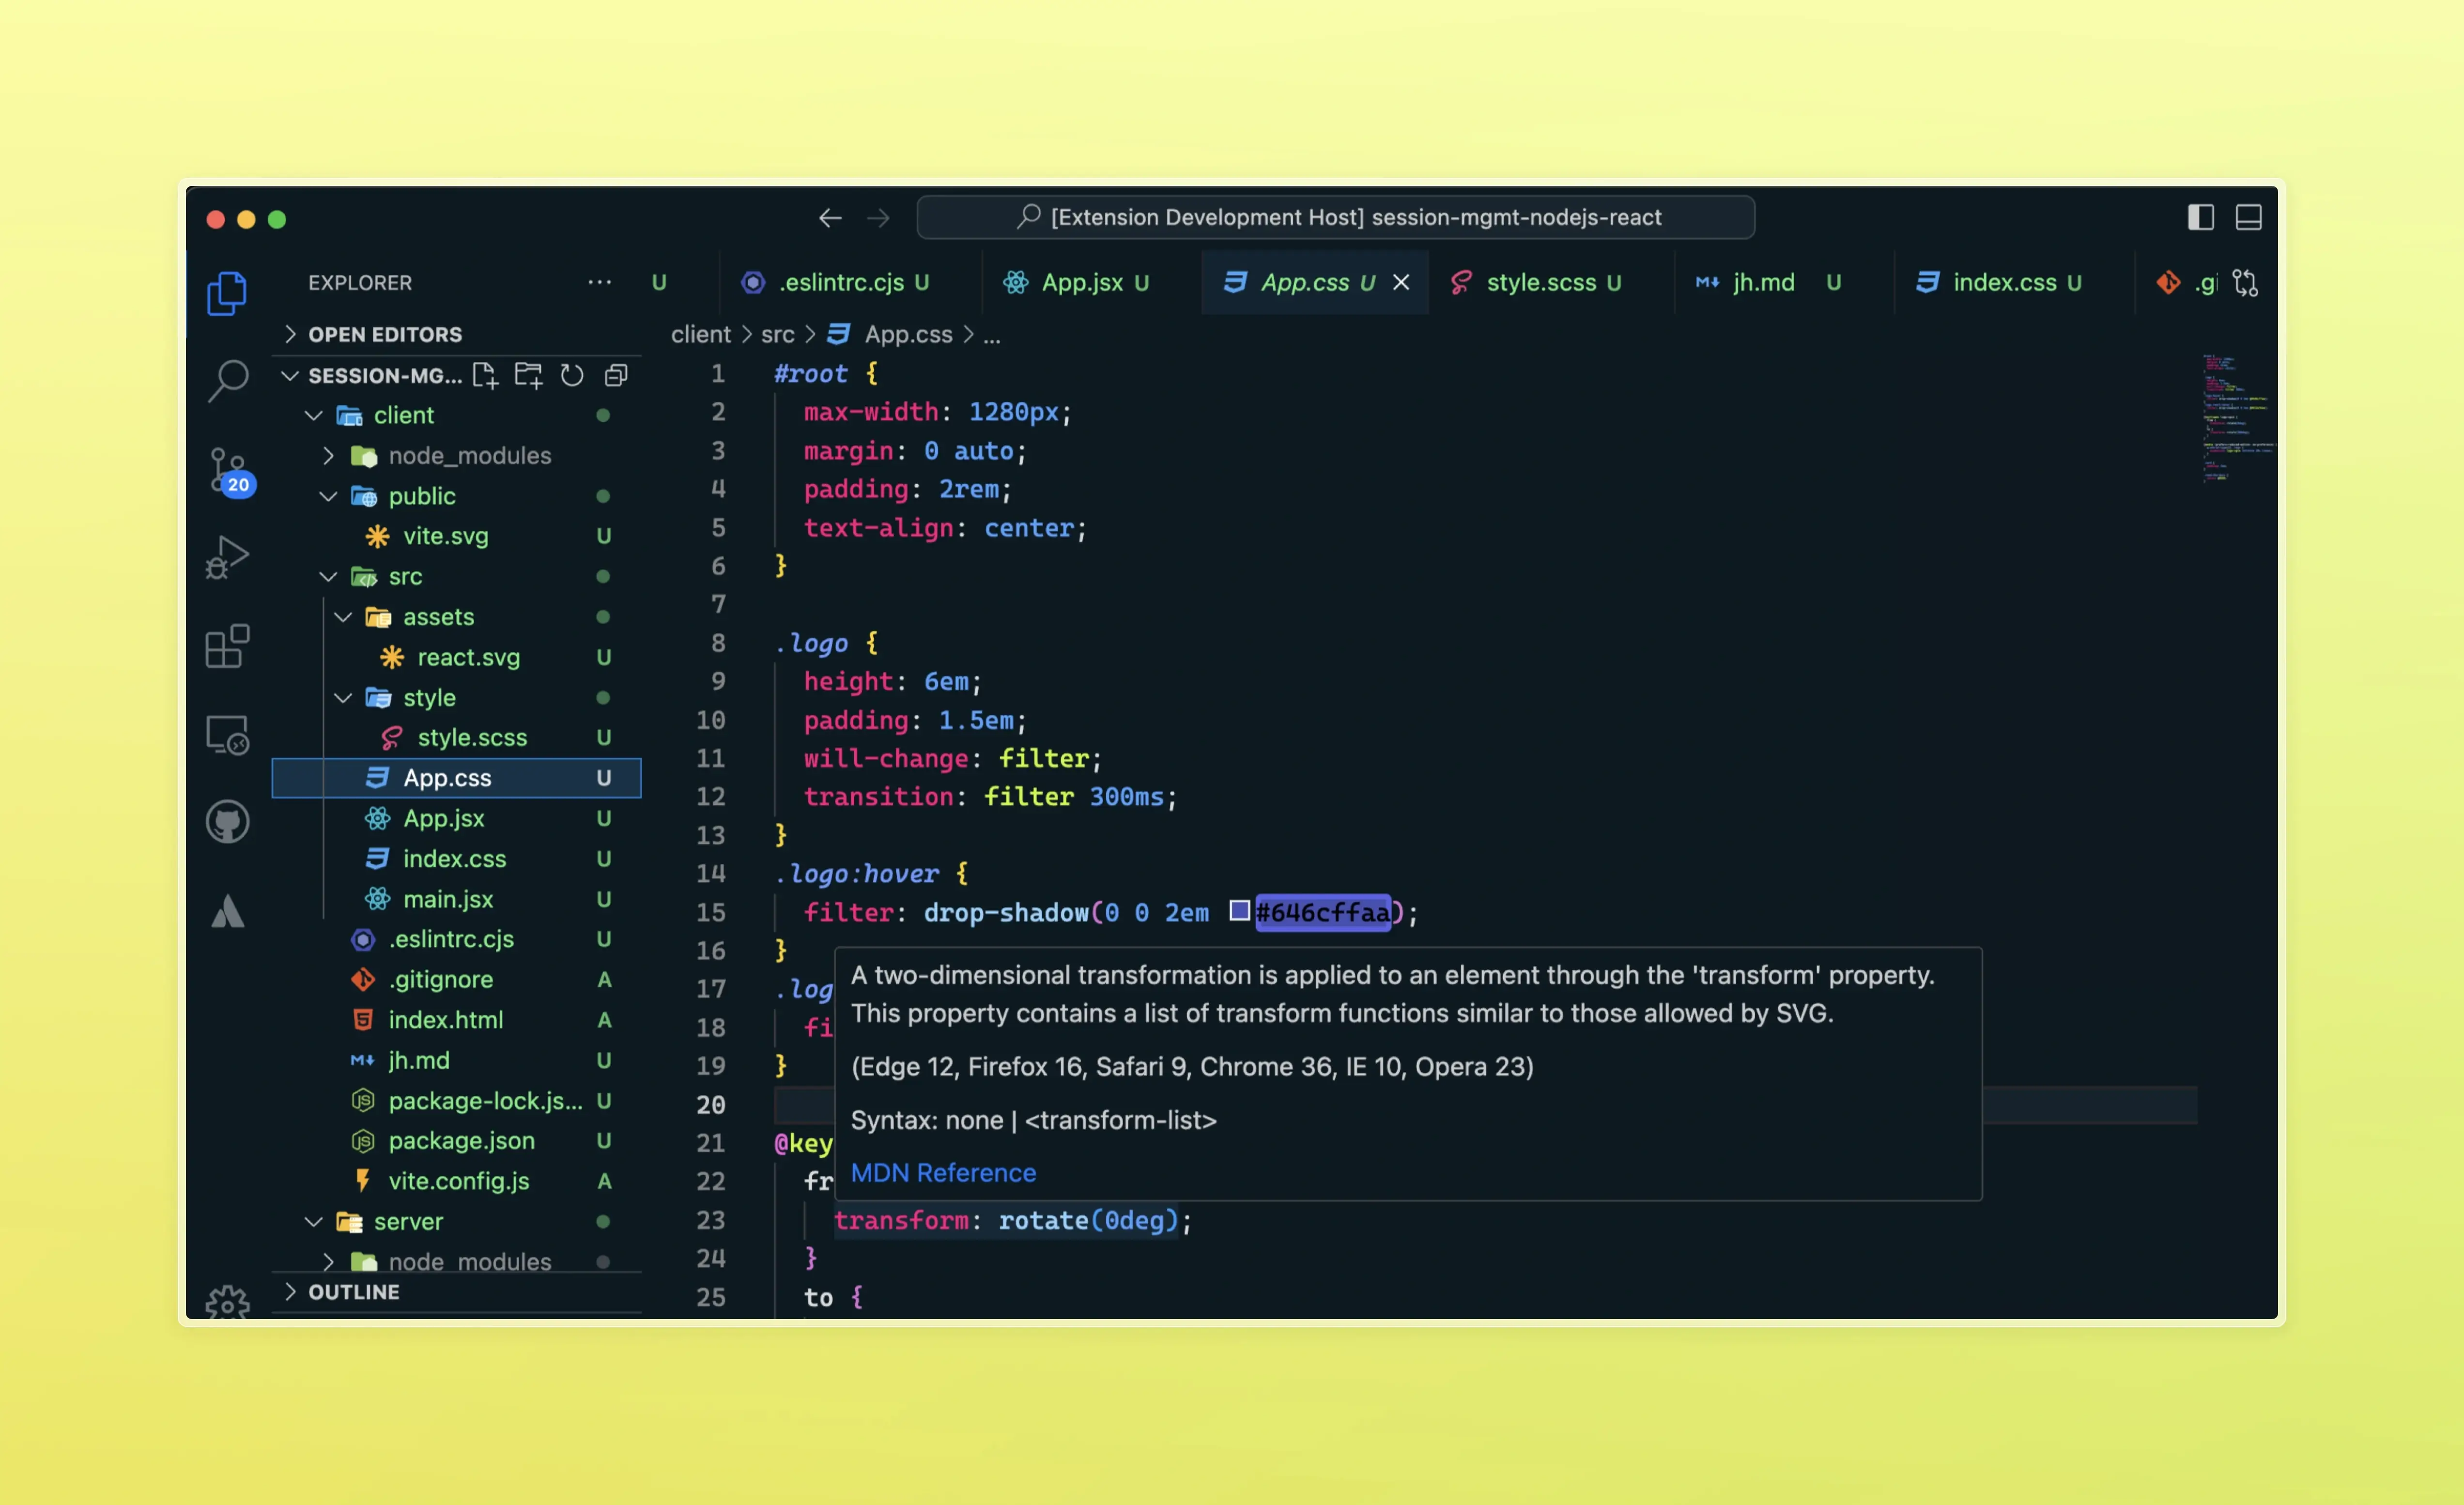 [Extension Development Host] session-mgmt-nodejs-react
EXPLORER
U
.eslintrc.cjs U
App.jsx U
App.css U
style.scss U
jh.md U
index.css U
.gi
OPEN EDITORS
SESSION-MG...
client
node_modules
20
public
vite.svg U
src
assets
react.svg U
style
style.scss U
App.css U
App.jsx U
index.css U
main.jsx U
.eslintrc.cjs U
.gitignore A
index.html A
jh.md U
package-lock.js... U
package.json U
vite.config.js A
server
node_modules
OUTLINE
client > src > App.css > ...
1 #root {
2 max-width: 1280px;
3 margin: 0 auto;
4 padding: 2rem;
5 text-align: center;
6 }
7
8 .logo {
9 height: 6em;
10 padding: 1.5em;
11 will-change: filter;
12 transition: filter 300ms;
13 }
14 .logo:hover {
15 filter: drop-shadow(0 0 2em #646cffaa);
16 }
17 .log
18 fi
19 }
20
21 @key
22 fr
A two-dimensional transformation is applied to an element through the 'transform' property.
This property contains a list of transform functions similar to those allowed by SVG.
(Edge 12, Firefox 16, Safari 9, Chrome 36, IE 10, Opera 23)
Syntax: none | <transform-list>
MDN Reference
23 transform: rotate(0deg);
24 }
25 to {